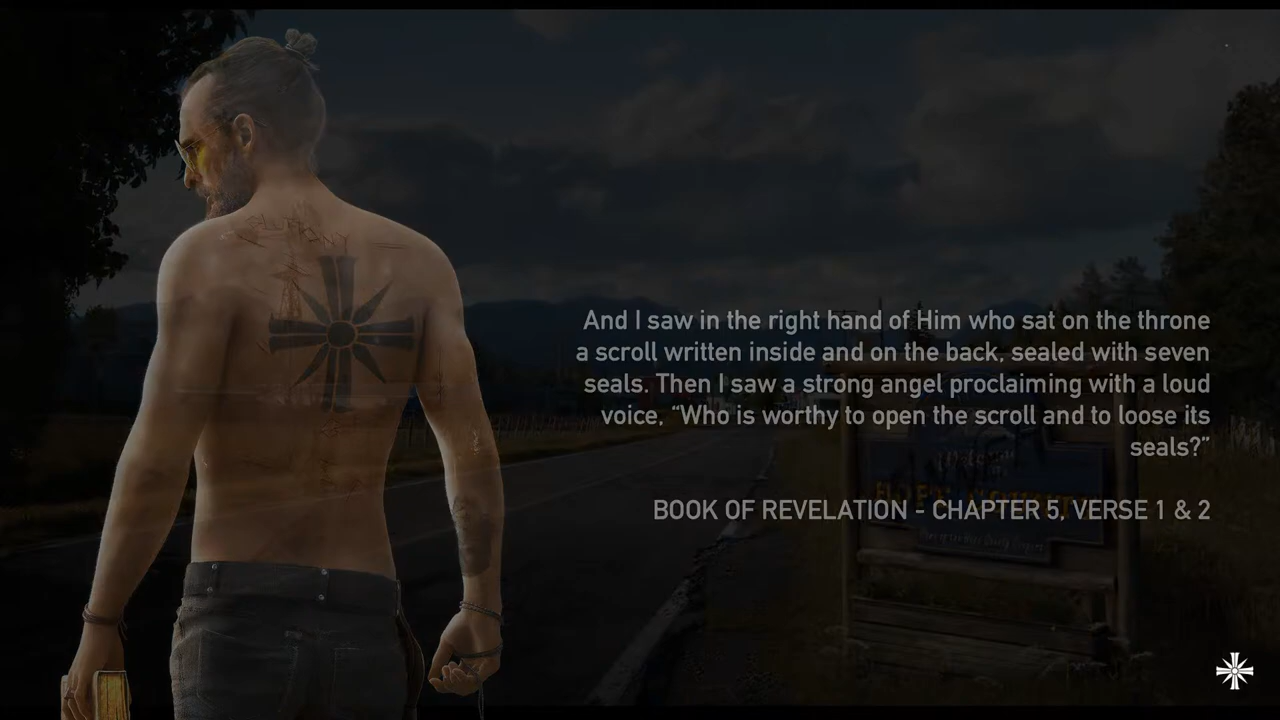 And I saw in the right hand of Him who sat on the throne
a scroll written inside and on the back, sealed with seven
seals. Then I saw a strong angel proclaiming with a loud
voice, “Who is worthy to open the scroll and to loose its
seals?”
BOOK OF REVELATION - CHAPTER 5, VERSE 1 & 2